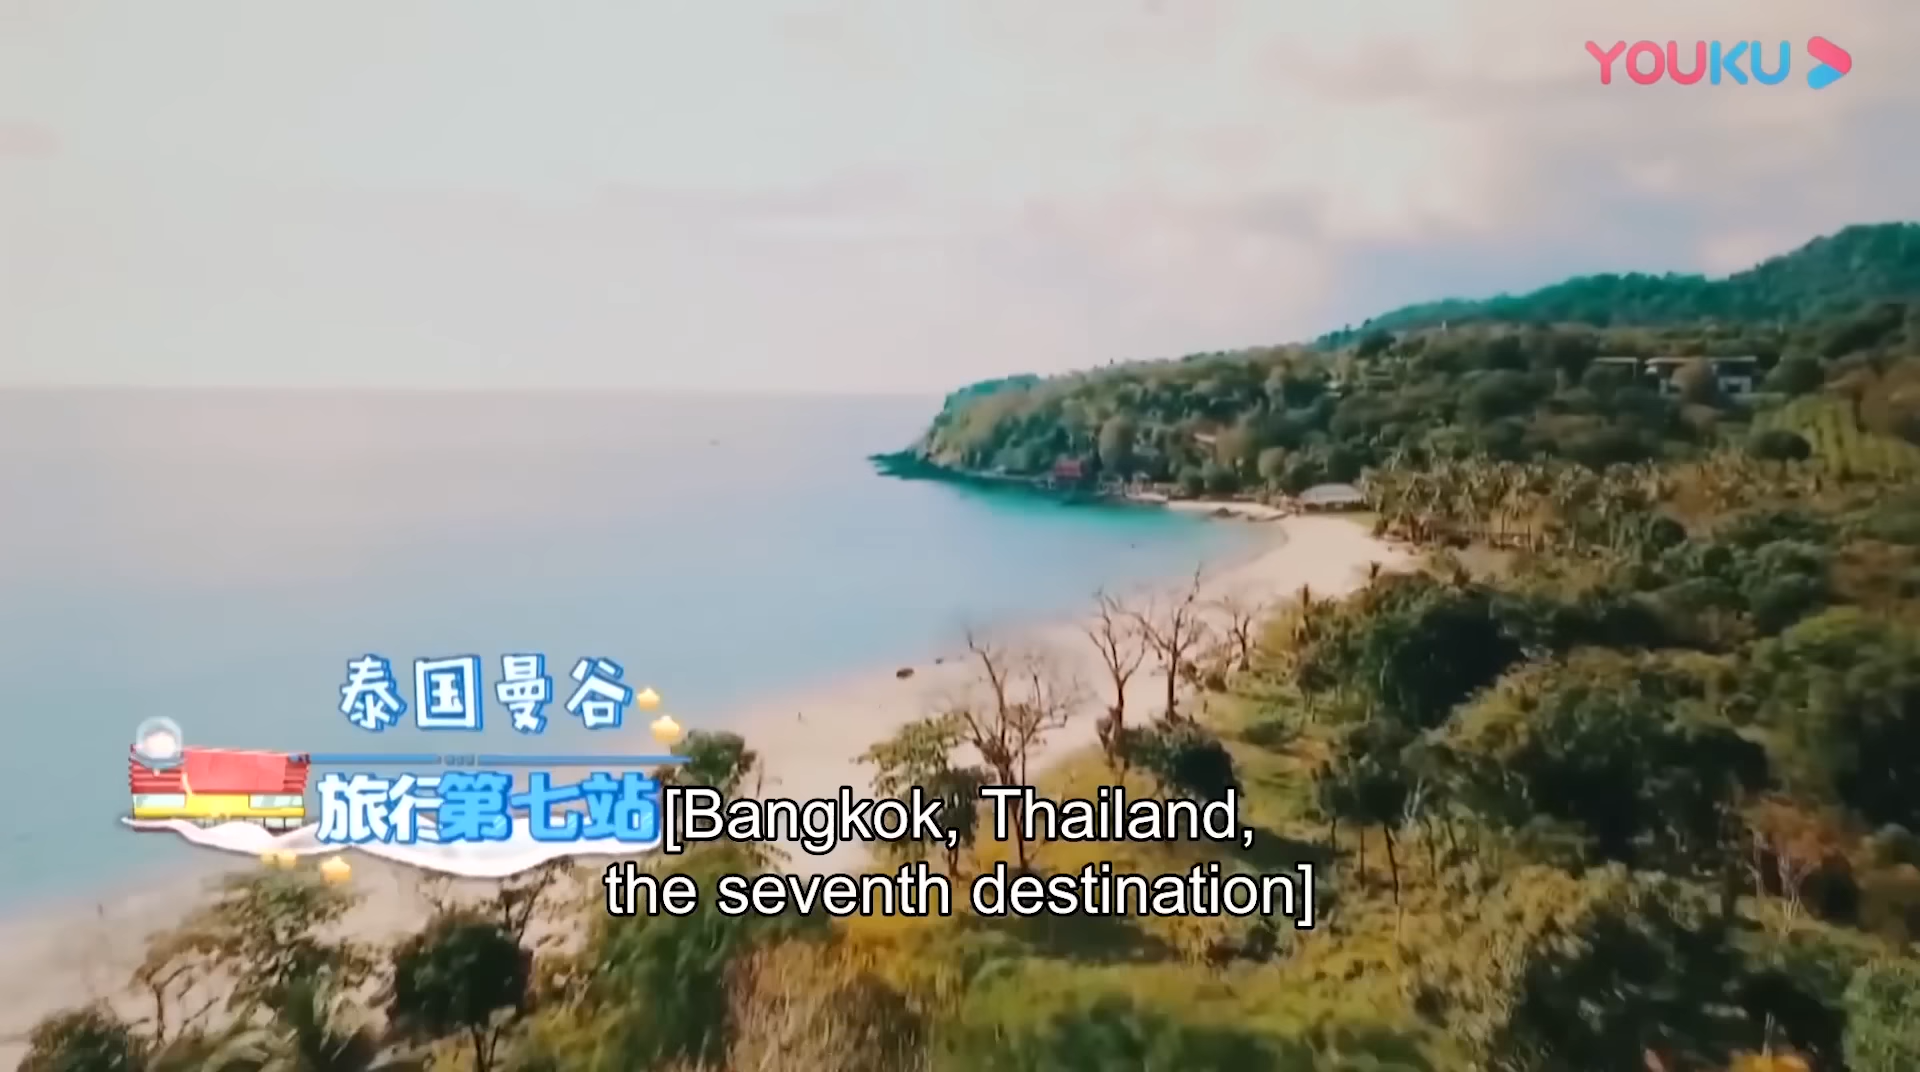 YOUKU
泰国曼谷
旅行第七站
[Bangkok, Thailand,
the seventh destination]